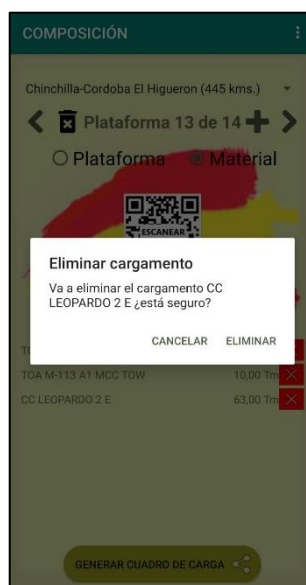 COMPOSICIÓN
Chinchilla-Cordoba El Higueron (445 kms.)
Plataforma 13 de 14
Plataforma Material
ESCANEAR
Eliminar cargamento
Va a eliminar el cargamento CC
LEOPARDO 2 E ¿está seguro?
CANCELAR ELIMINAR
TOA M-113 A1 MCC TOW 10,00 Tm
CC LEOPARDO 2 E 63,00 Tm
GENERAR CUADRO DE CARGA